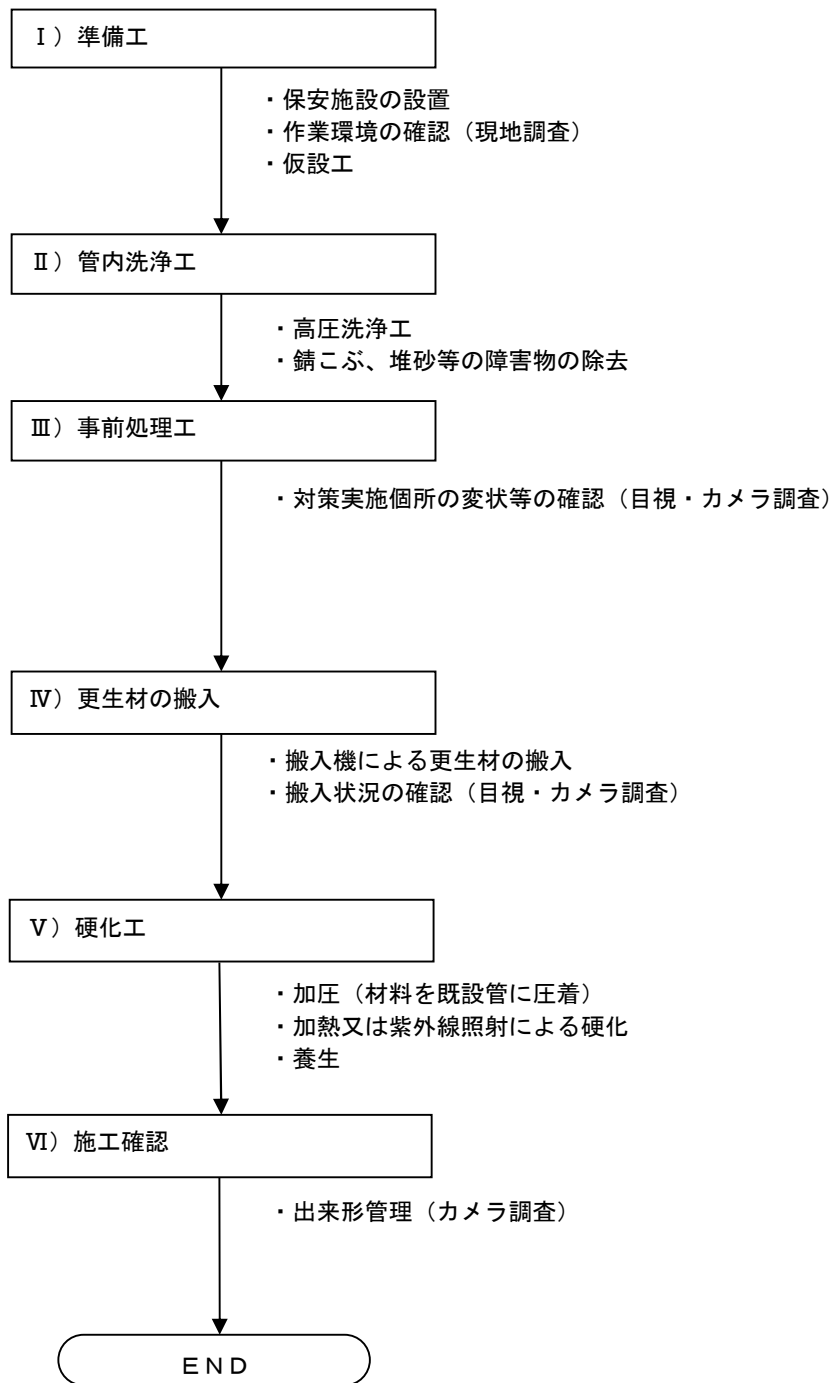 Ⅰ）準備工
・保安施設の設置
・作業環境の確認（現地調査）
・仮設工
Ⅱ）管内洗浄工
・高圧洗浄工
・錆こぶ、堆砂等の障害物の除去
Ⅲ）事前処理工
・対策実施個所の変状等の確認（目視・カメラ調査）
Ⅳ）更生材の搬入
・搬入機による更生材の搬入
・搬入状況の確認（目視・カメラ調査）
Ⅴ）硬化工
・加圧（材料を既設管に圧着）
・加熱又は紫外線照射による硬化
・養生
Ⅵ）施工確認
・出来形管理（カメラ調査）
ＥＮＤ